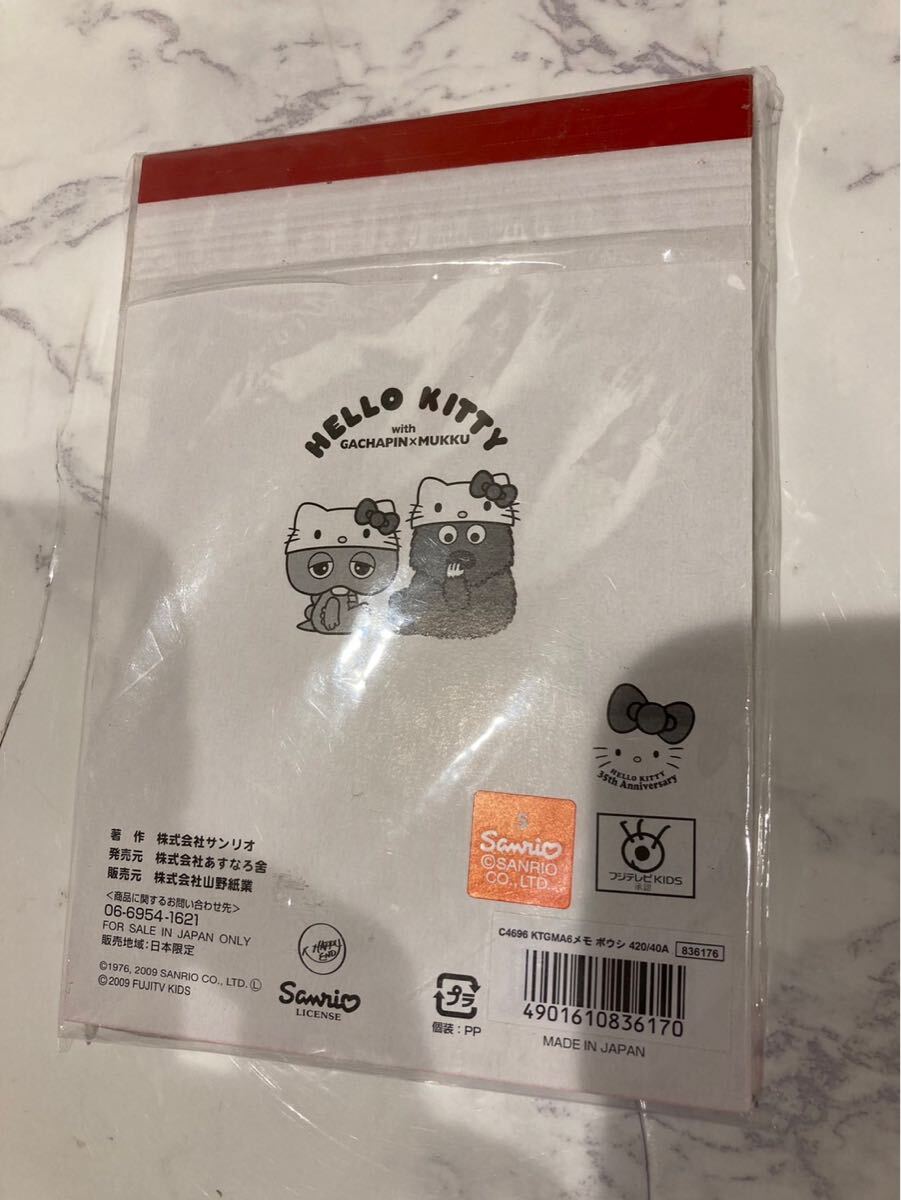 HELLO KITTY
with
GACHAPIN×MUKKU
HELLO KITTY
35th Anniversary
S
Sanrio
©SANRIO
CO., LTD.
フジテレビKIDS
承認
著 作 株式会社サンリオ
発売元 株式会社あすなろ舎
販売元 株式会社山野紙業
<商品に関するお問い合わせ先>
06-6954-1621
FOR SALE IN JAPAN ONLY
販売地域:日本限定
©1976, 2009 SANRIO CO., LTD. Ⓛ
©2009 FUJITV KIDS
HAPPY
END
Sanrio
LICENSE
プラ
個装:PP
C4696 KTGMA6メモ ボウシ 420/40A 836176
4901610836170
MADE IN JAPAN